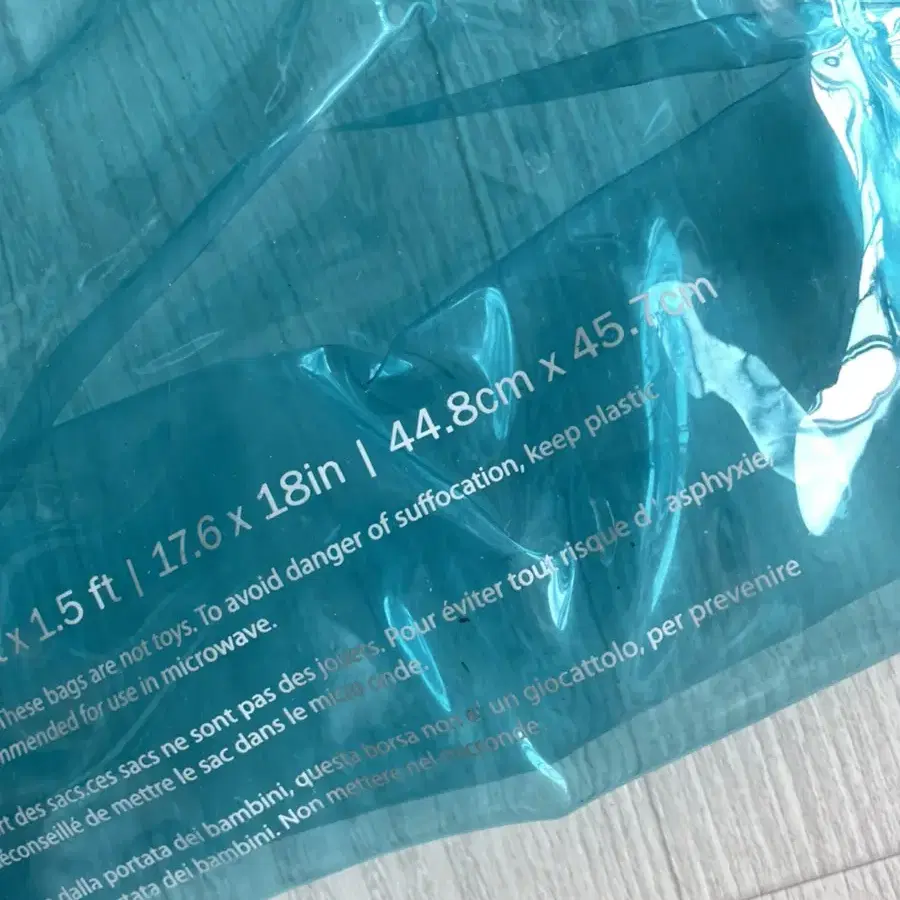 x 1.5 ft | 17.6 x 18in | 44.8cm x 45.7cm
These bags are not toys. To avoid danger of suffocation, keep plastic
mmended for use in microwave.
rt des sacs.ces sacs ne sont pas des jouets. Pour éviter tout risque d'asphyxie,
éconseillé de mettre le sac dans le micro onde.
dalla portata dei bambini, questa borsa non e' un giocattolo, per prevenire
tata dei bambini. Non mettere nel microonde.